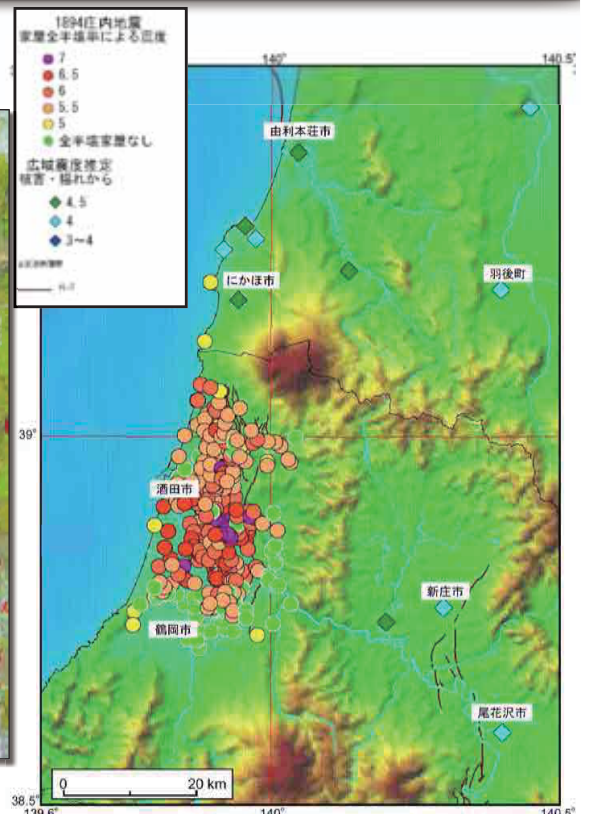 1894庄内地震
家屋全半壊率による震度
7
6.5
6
5.5
5
全半壊家屋なし
広域震度推定
被害・揺れから
4.5
4
3～4
140°
140.5°
由利本荘市
にかほ市
羽後町
39°
酒田市
新庄市
鶴岡市
尾花沢市
0 20 km
38.5°
139.6°
140°
140.5°